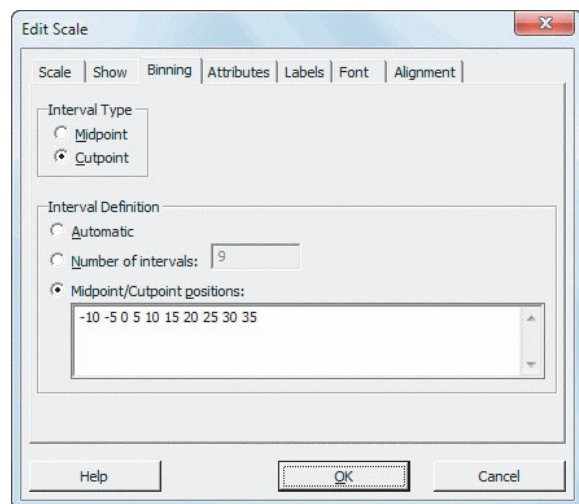 Edit Scale
Scale Show Binning Attributes Labels Font Alignment
Interval Type
Midpoint
Cutpoint
Interval Definition
Automatic
Number of intervals: 9
Midpoint/Cutpoint positions:
-10 -5 0 5 10 15 20 25 30 35
Help OK Cancel